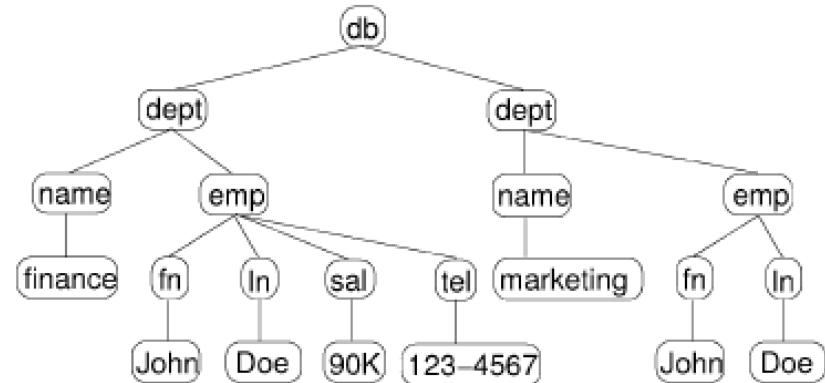 db
dept dept
name emp name emp
finance fn ln sal tel marketing fn ln
John Doe 90K 123-4567 John Doe